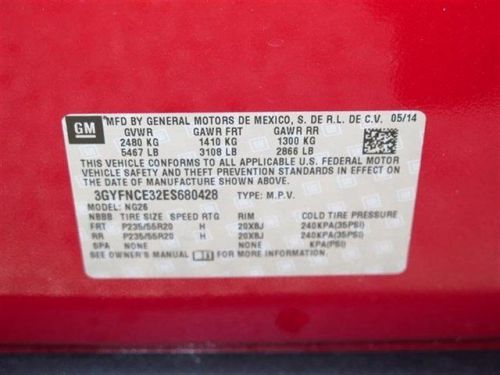 GM
MFD BY GENERAL MOTORS DE MEXICO, S. DE R.L. DE C.V. 05/14
GVWR GAWR FRT GAWR RR
2480 KG 1410 KG 1300 KG
5467 LB 3108 LB 2866 LB
THIS VEHICLE CONFORMS TO ALL APPLICABLE U.S. FEDERAL MOTOR
VEHICLE SAFETY AND THEFT PREVENTION STANDARDS IN EFFECT ON
THE DATE OF MANUFACTURE SHOWN ABOVE.
3GYFNCE32ES680428 TYPE: M.P.V.
MODEL: NG26
NBBB TIRE SIZE SPEED RTG RIM COLD TIRE PRESSURE
FRT P235/55R20 H 20X8J 240KPA(35PSI)
RR P235/55R20 H 20X8J 240KPA(35PSI)
SPA NONE NONE KPA(PSI)
SEE OWNER'S MANUAL FOR MORE INFORMATION.